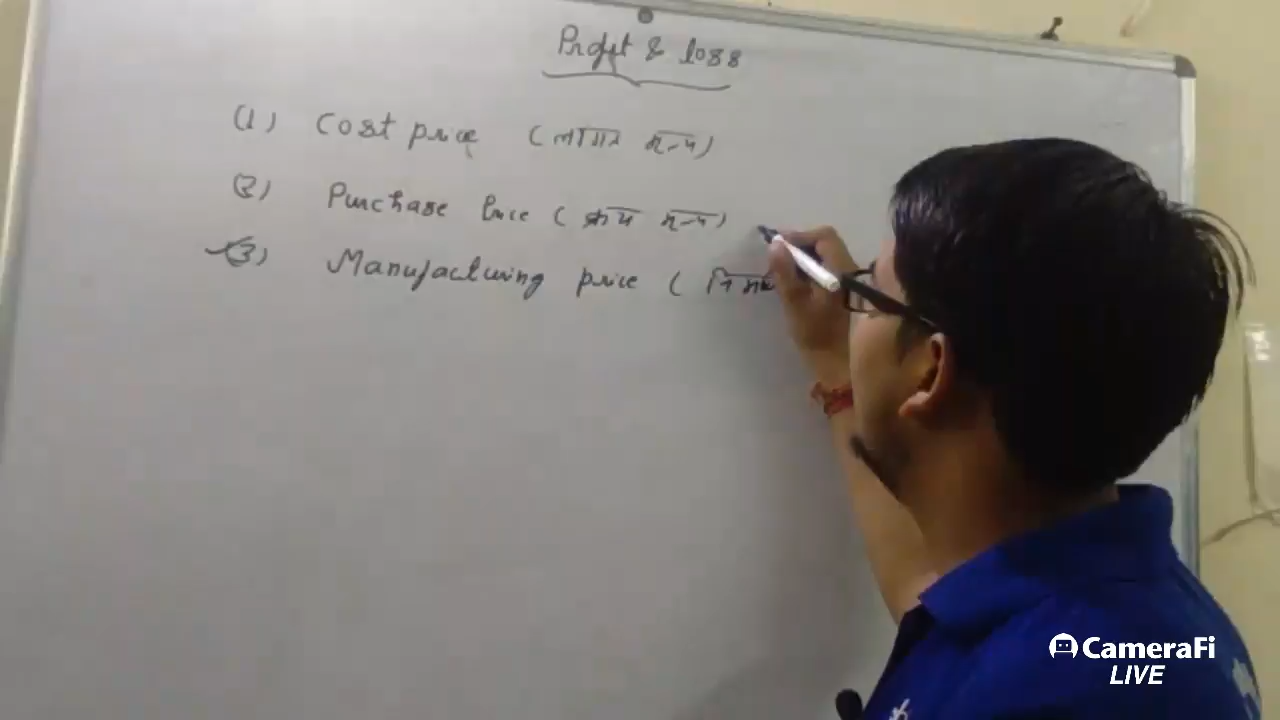 Profit & loss
(1) Cost price (लागत मूल्य)
(2) Purchase Price (क्रय मूल्य)
(3) Manufacturing price (
CameraFi
LIVE